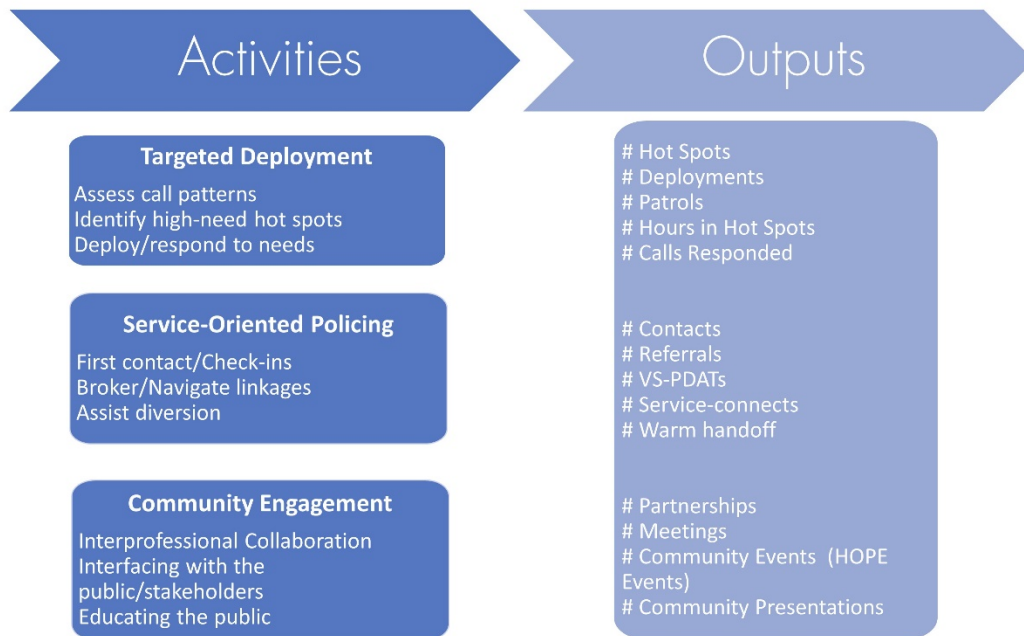 Activities
Outputs
Targeted Deployment
Assess call patterns
Identify high-need hot spots
Deploy/respond to needs
# Hot Spots
# Deployments
# Patrols
# Hours in Hot Spots
# Calls Responded
Service-Oriented Policing
First contact/Check-ins
Broker/Navigate linkages
Assist diversion
# Contacts
# Referrals
# VS-PDATs
# Service-connects
# Warm handoff
Community Engagement
Interprofessional Collaboration
Interfacing with the
public/stakeholders
Educating the public
# Partnerships
# Meetings
# Community Events  (HOPE
Events)
# Community Presentations